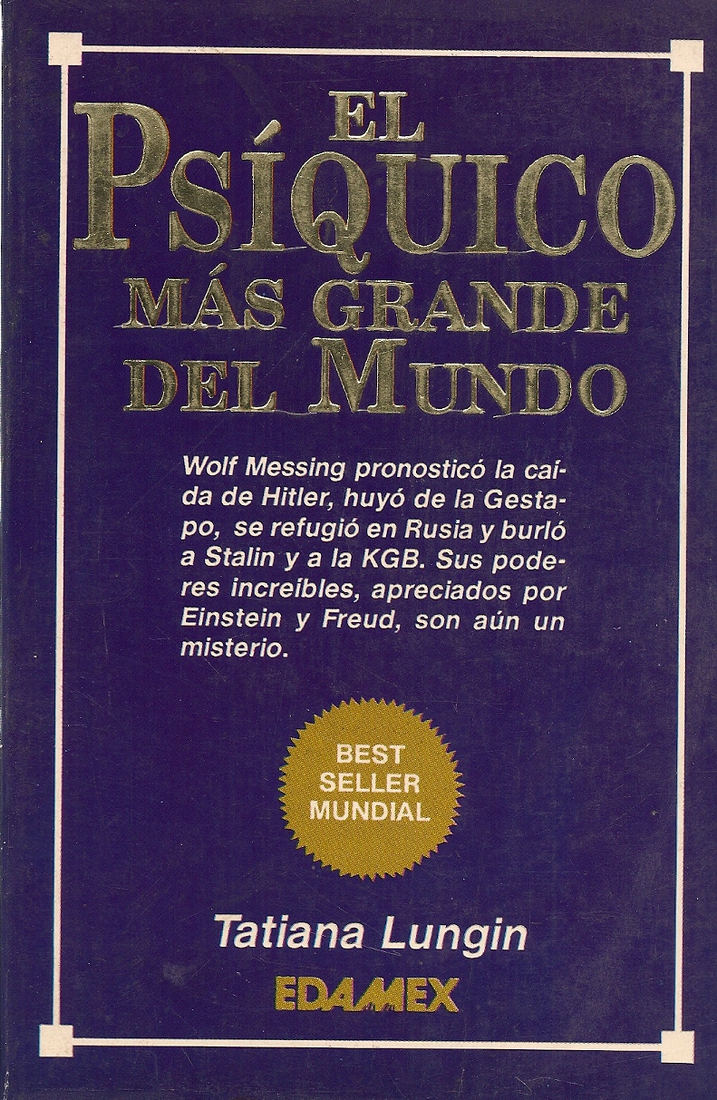 EL
PSÍQUICO
MÁS GRANDE
DEL MUNDO
Wolf Messing pronosticó la caí-
da de Hitler, huyó de la Gesta-
po, se refugió en Rusia y burló
a Stalin y a la KGB. Sus pode-
res increíbles, apreciados por
Einstein y Freud, son aún un
misterio.
BEST
SELLER
MUNDIAL
Tatiana Lungin
EDAMEX